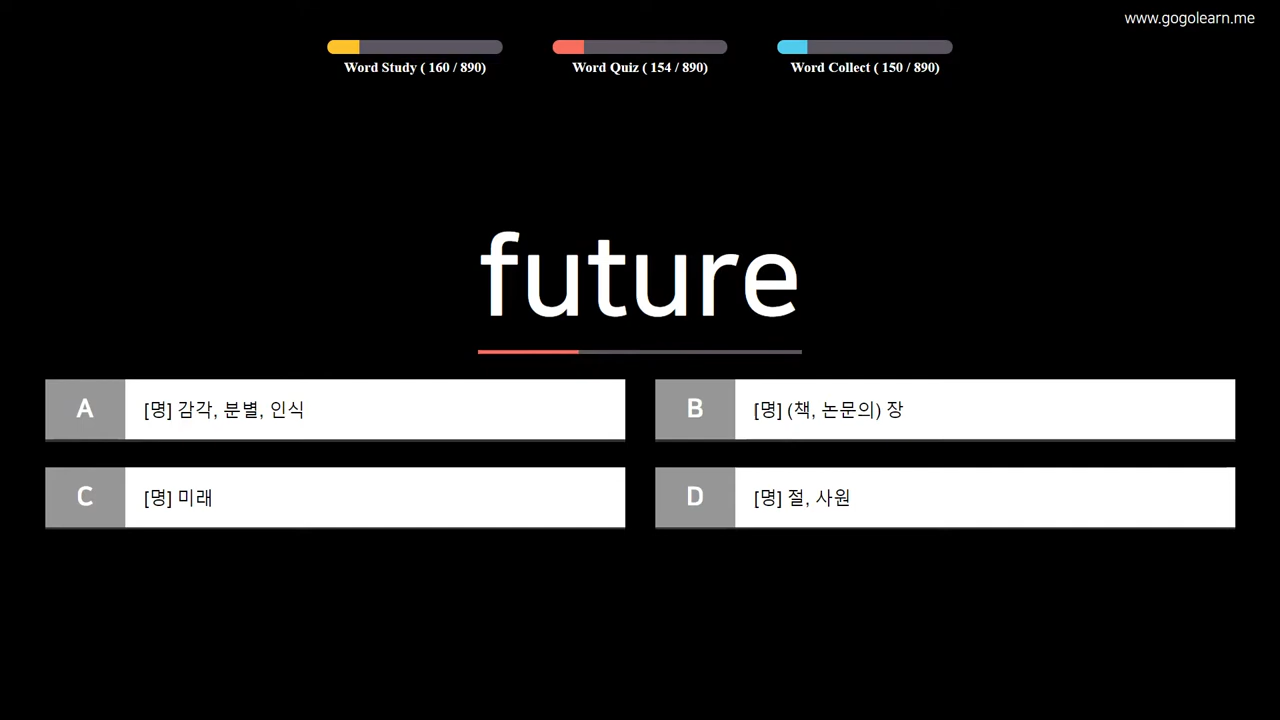 www.gogolearn.me
Word Study ( 160 / 890)
Word Quiz ( 154 / 890)
Word Collect ( 150 / 890)
future
A [명] 감각, 분별, 인식
B [명] (책, 논문의) 장
C [명] 미래
D [명] 절, 사원